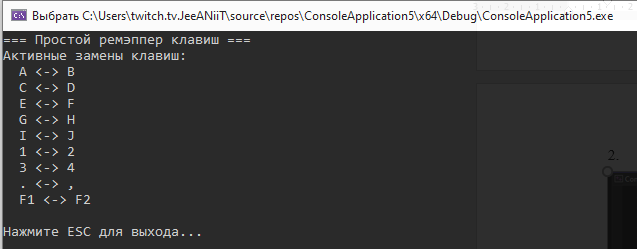 Выбрать C:\Users\twitch.tv.JeeANiiT\source\repos\ConsoleApplication5\x64\Debug\ConsoleApplication5.exe
=== Простой ремэппер клавиш ===
Активные замены клавиш:
A <-> B
C <-> D
E <-> F
G <-> H
I <-> J
1 <-> 2
3 <-> 4
. <-> ,
F1 <-> F2
2.
Нажмите ESC для выхода...